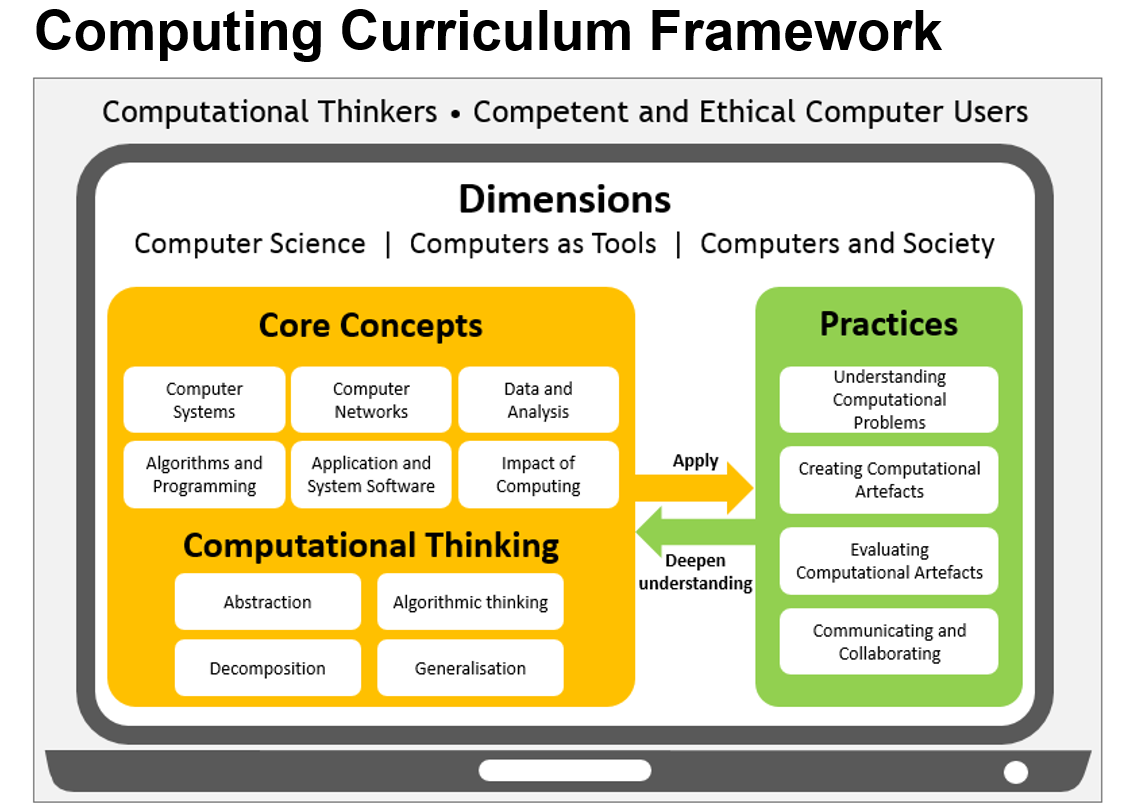 Computing Curriculum Framework
Computational Thinkers • Competent and Ethical Computer Users
Dimensions
Computer Science | Computers as Tools | Computers and Society
Core Concepts
Computer
Systems
Computer
Networks
Data and
Analysis
Algorithms and
Programming
Application and
System Software
Impact of
Computing
Computational Thinking
Abstraction
Algorithmic thinking
Decomposition
Generalisation
Apply
Deepen
understanding
Practices
Understanding
Computational
Problems
Creating Computational
Artefacts
Evaluating
Computational Artefacts
Communicating and
Collaborating